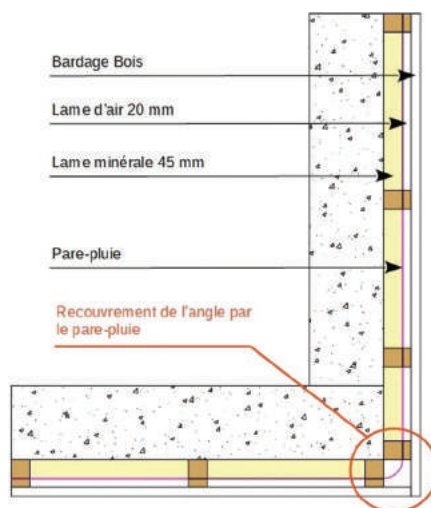 Bardage Bois
Lame d'air 20 mm
Lame minérale 45 mm
Pare-pluie
Recouvrement de l'angle par
le pare-pluie